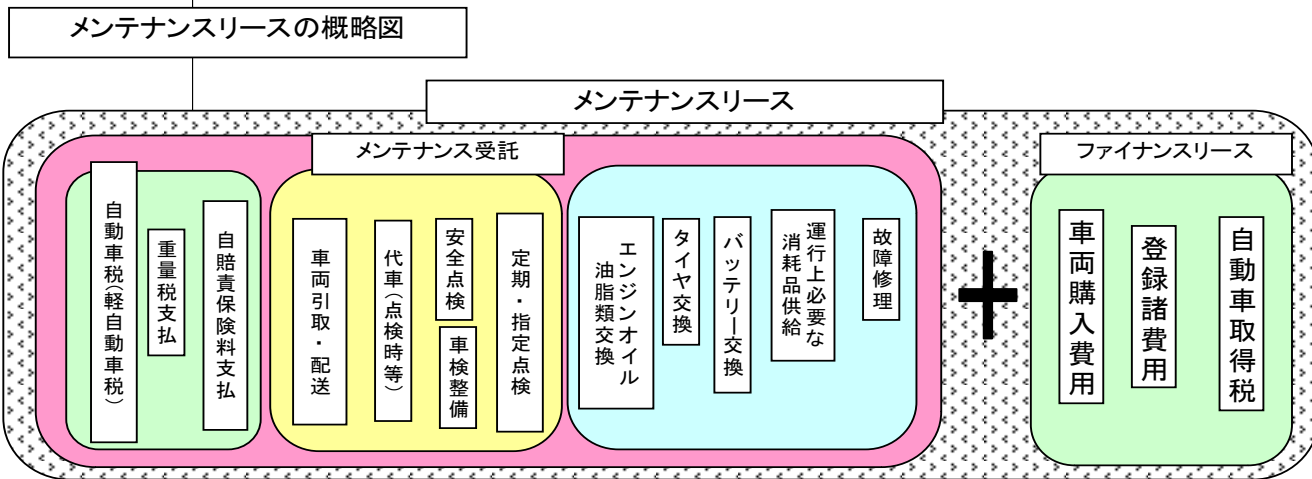 メンテナンスリースの概略図
メンテナンスリース
メンテナンス受託
ファイナンスリース
自動車税(軽自動車税)
重量税支払
自賠責保険料支払
車両引取・配送
代車(点検時等)
安全点検
車検整備
定期・指定点検
エンジンオイル
油脂類交換
タイヤ交換
バッテリー交換
運行上必要な
消耗品供給
故障修理
+
車両購入費用
登録諸費用
自動車取得税